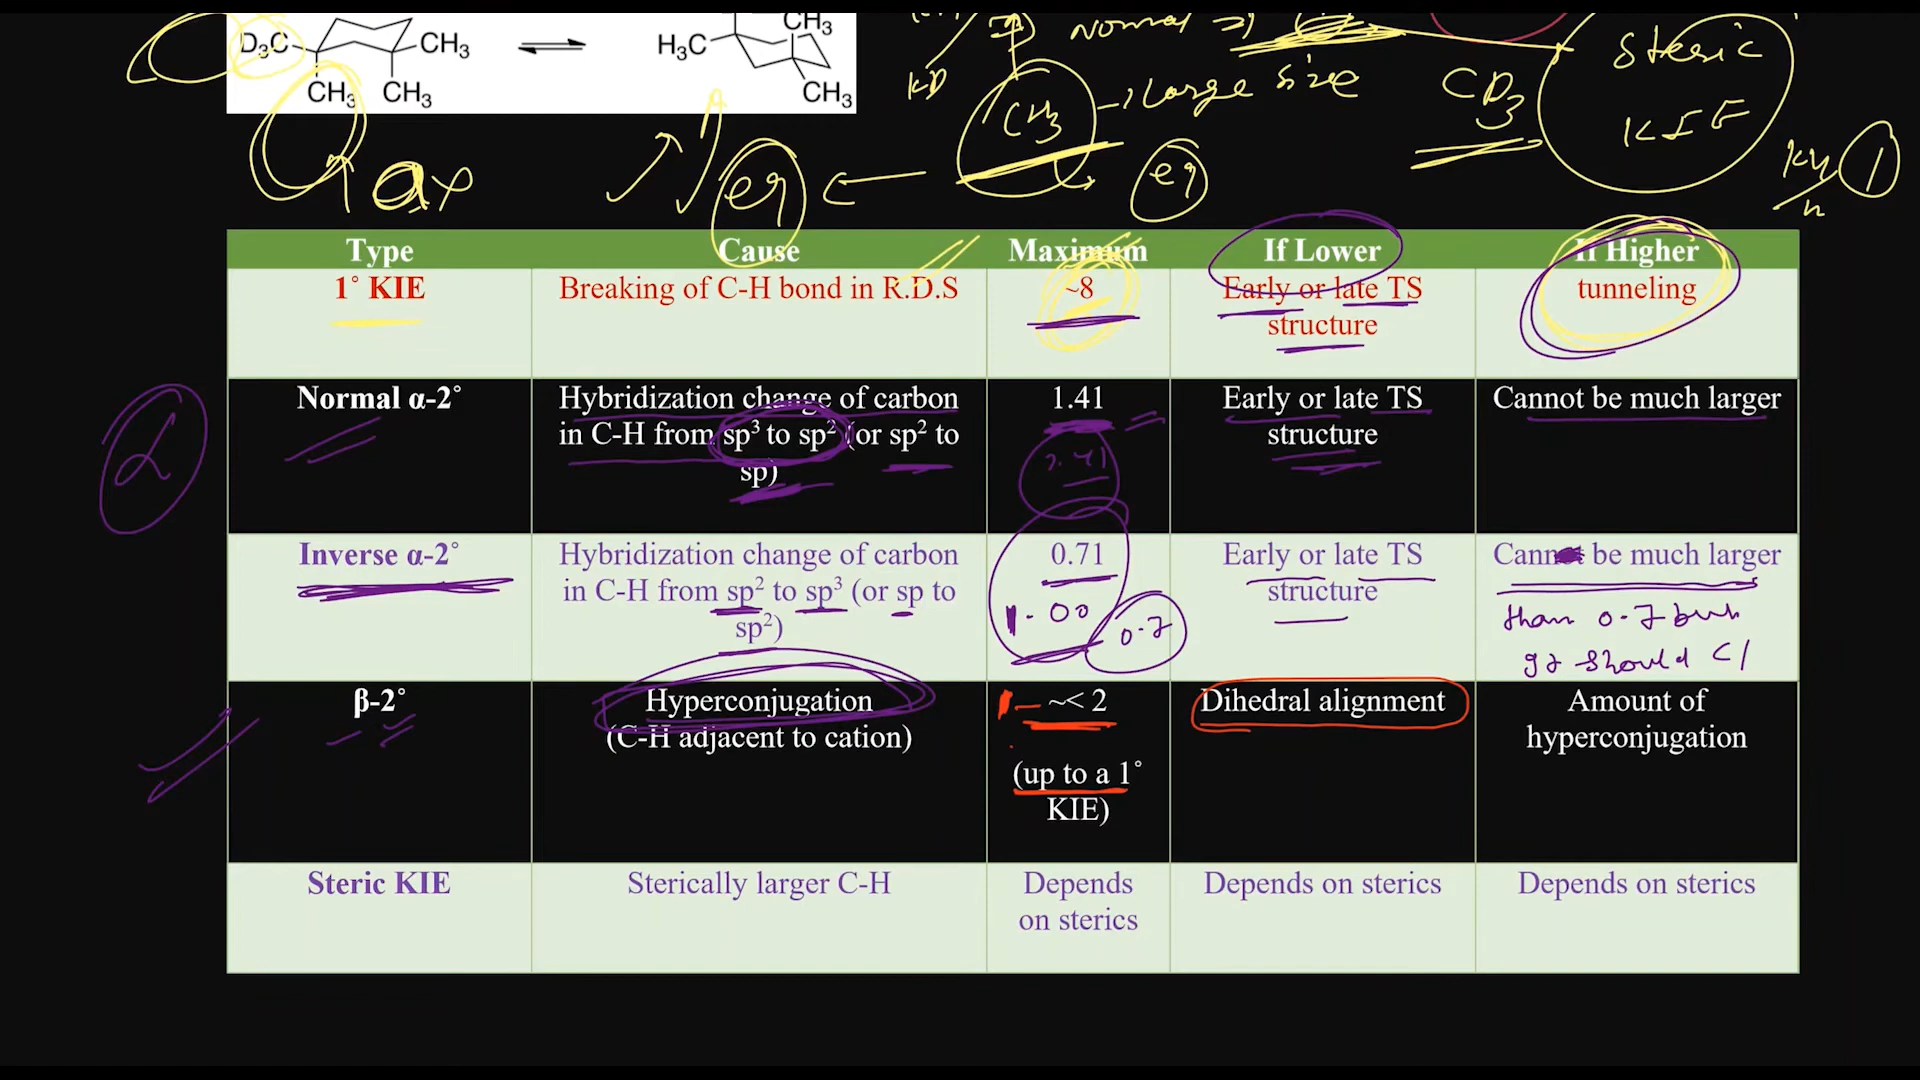 D₃C
CH₃
CH₃
CH₃
CH₃
H₃C
CH₃
normal
KD
CH₃
large size
CD₃
Steric
KIE
1
ax
eq
eq
Type
Cause
Maximum
If Lower
If Higher
1° KIE
Breaking of C-H bond in R.D.S
~8
Early or late TS
structure
tunneling
Normal α-2°
Hybridization change of carbon
in C-H from sp³ to sp² (or sp² to
sp)
1.41
Early or late TS
structure
Cannot be much larger
α
Inverse α-2°
Hybridization change of carbon
in C-H from sp² to sp³ (or sp to
sp²)
0.71
1.00
0.7
Early or late TS
structure
be much larger
than 0.7 but
should
β-2°
Hyperconjugation
(C-H adjacent to cation)
~< 2
(up to a 1°
KIE)
Dihedral alignment
Amount of
hyperconjugation
Steric KIE
Sterically larger C-H
Depends
on sterics
Depends on sterics
Depends on sterics